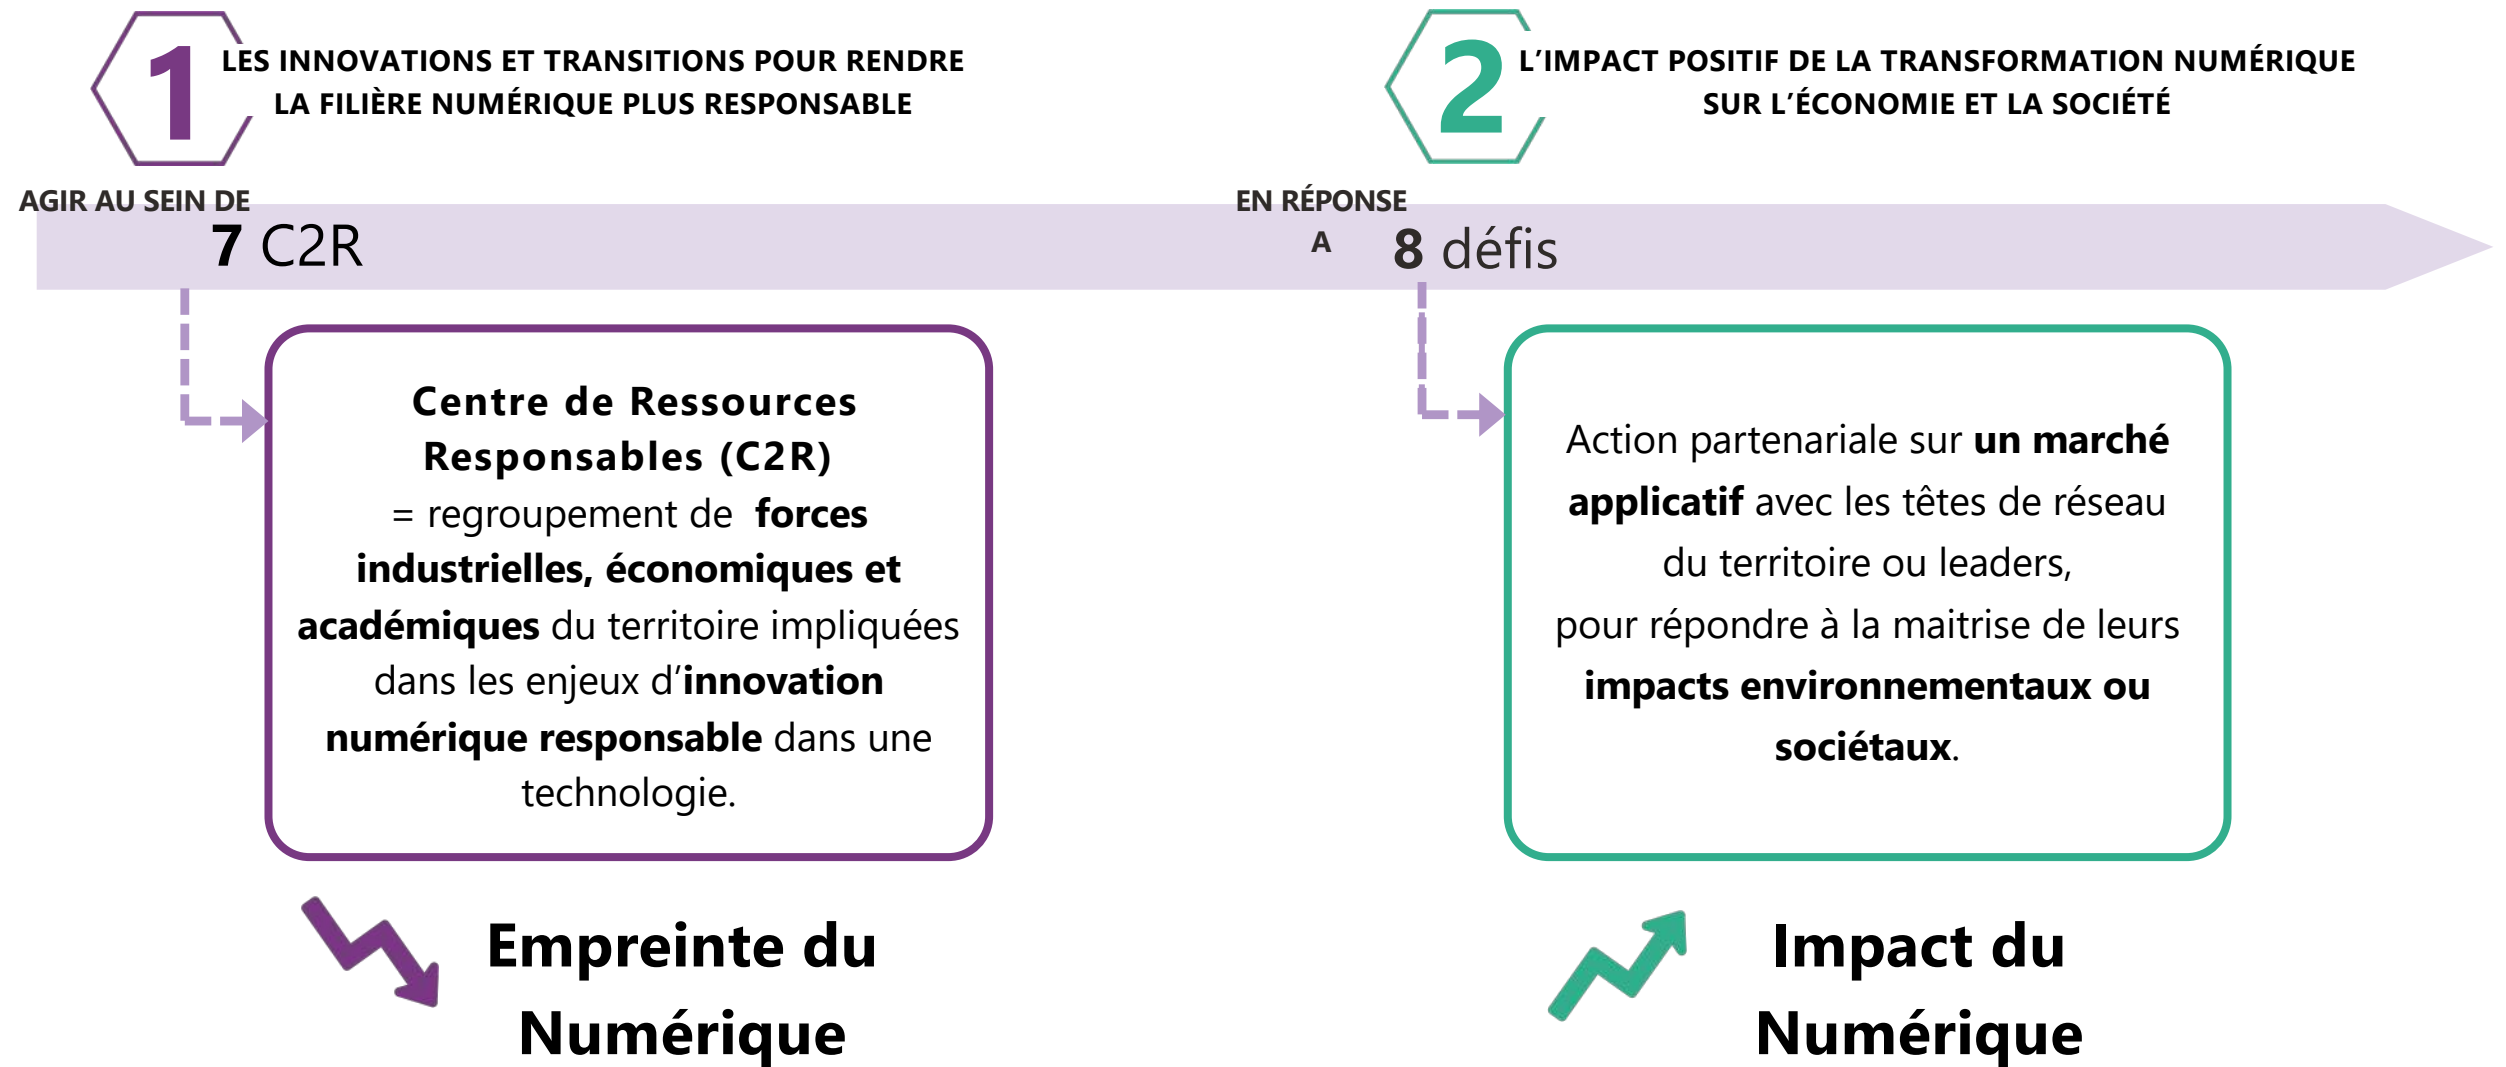 1
LES INNOVATIONS ET TRANSITIONS POUR RENDRE
LA FILIÈRE NUMÉRIQUE PLUS RESPONSABLE
2
L’IMPACT POSITIF DE LA TRANSFORMATION NUMÉRIQUE
SUR L’ÉCONOMIE ET LA SOCIÉTÉ
AGIR AU SEIN DE
7 C2R
EN RÉPONSE
A
8 défis
Centre de Ressources
Responsables (C2R)
= regroupement de forces
industrielles, économiques et
académiques du territoire impliquées
dans les enjeux d’innovation
numérique responsable dans une
technologie.
Action partenariale sur un marché
applicatif avec les têtes de réseau
du territoire ou leaders,
pour répondre à la maitrise de leurs
impacts environnementaux ou
sociétaux.
Empreinte du
Numérique
Impact du
Numérique